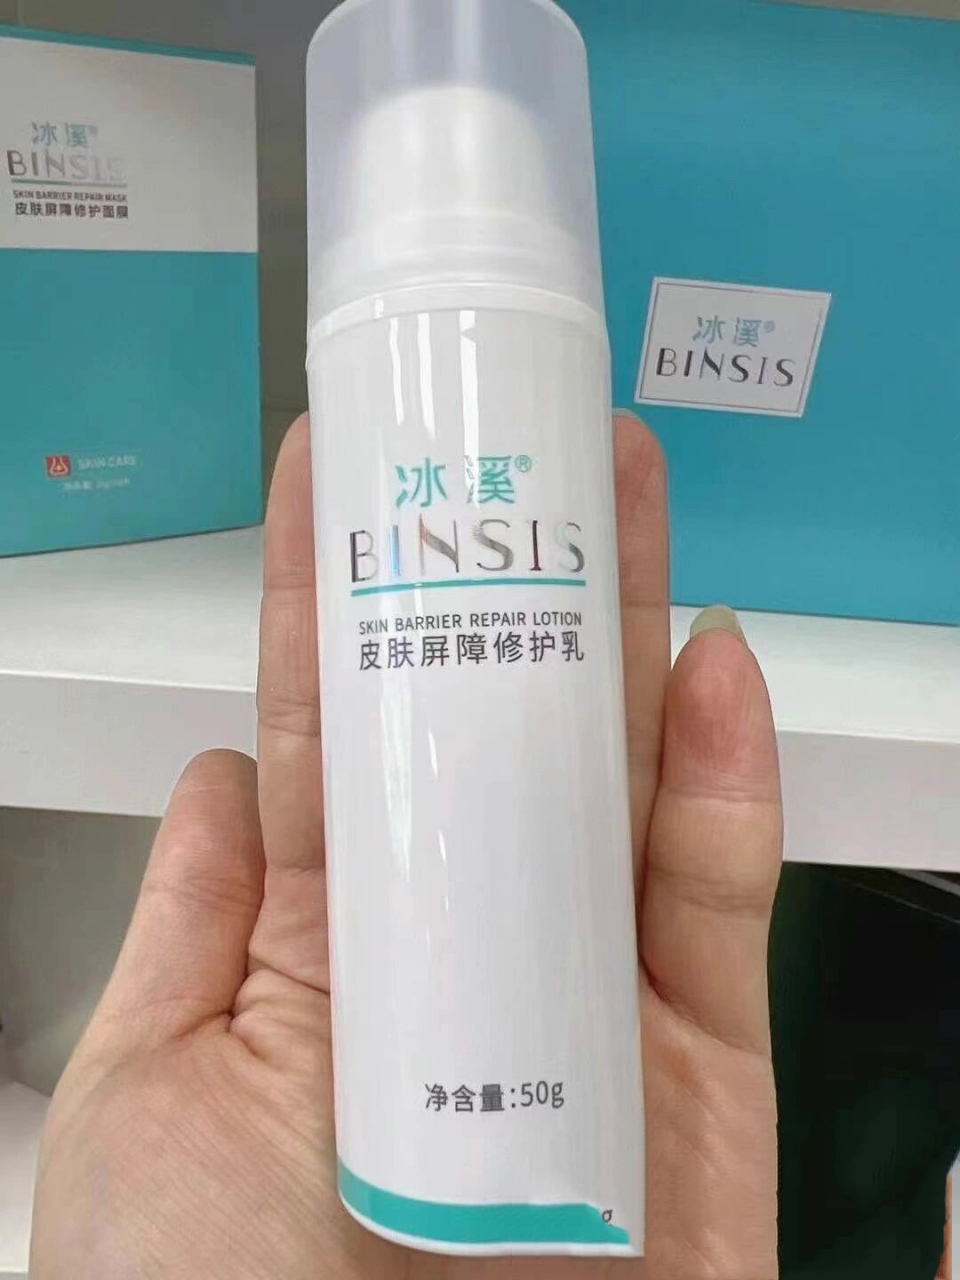 冰溪®
BINSIS
SKIN BARRIER REPAIR MASK
皮肤屏障修护面膜
SKIN CARE
冰溪®
BINSIS
冰溪®
BINSIS
SKIN BARRIER REPAIR LOTION
皮肤屏障修护乳
净含量:50g
g